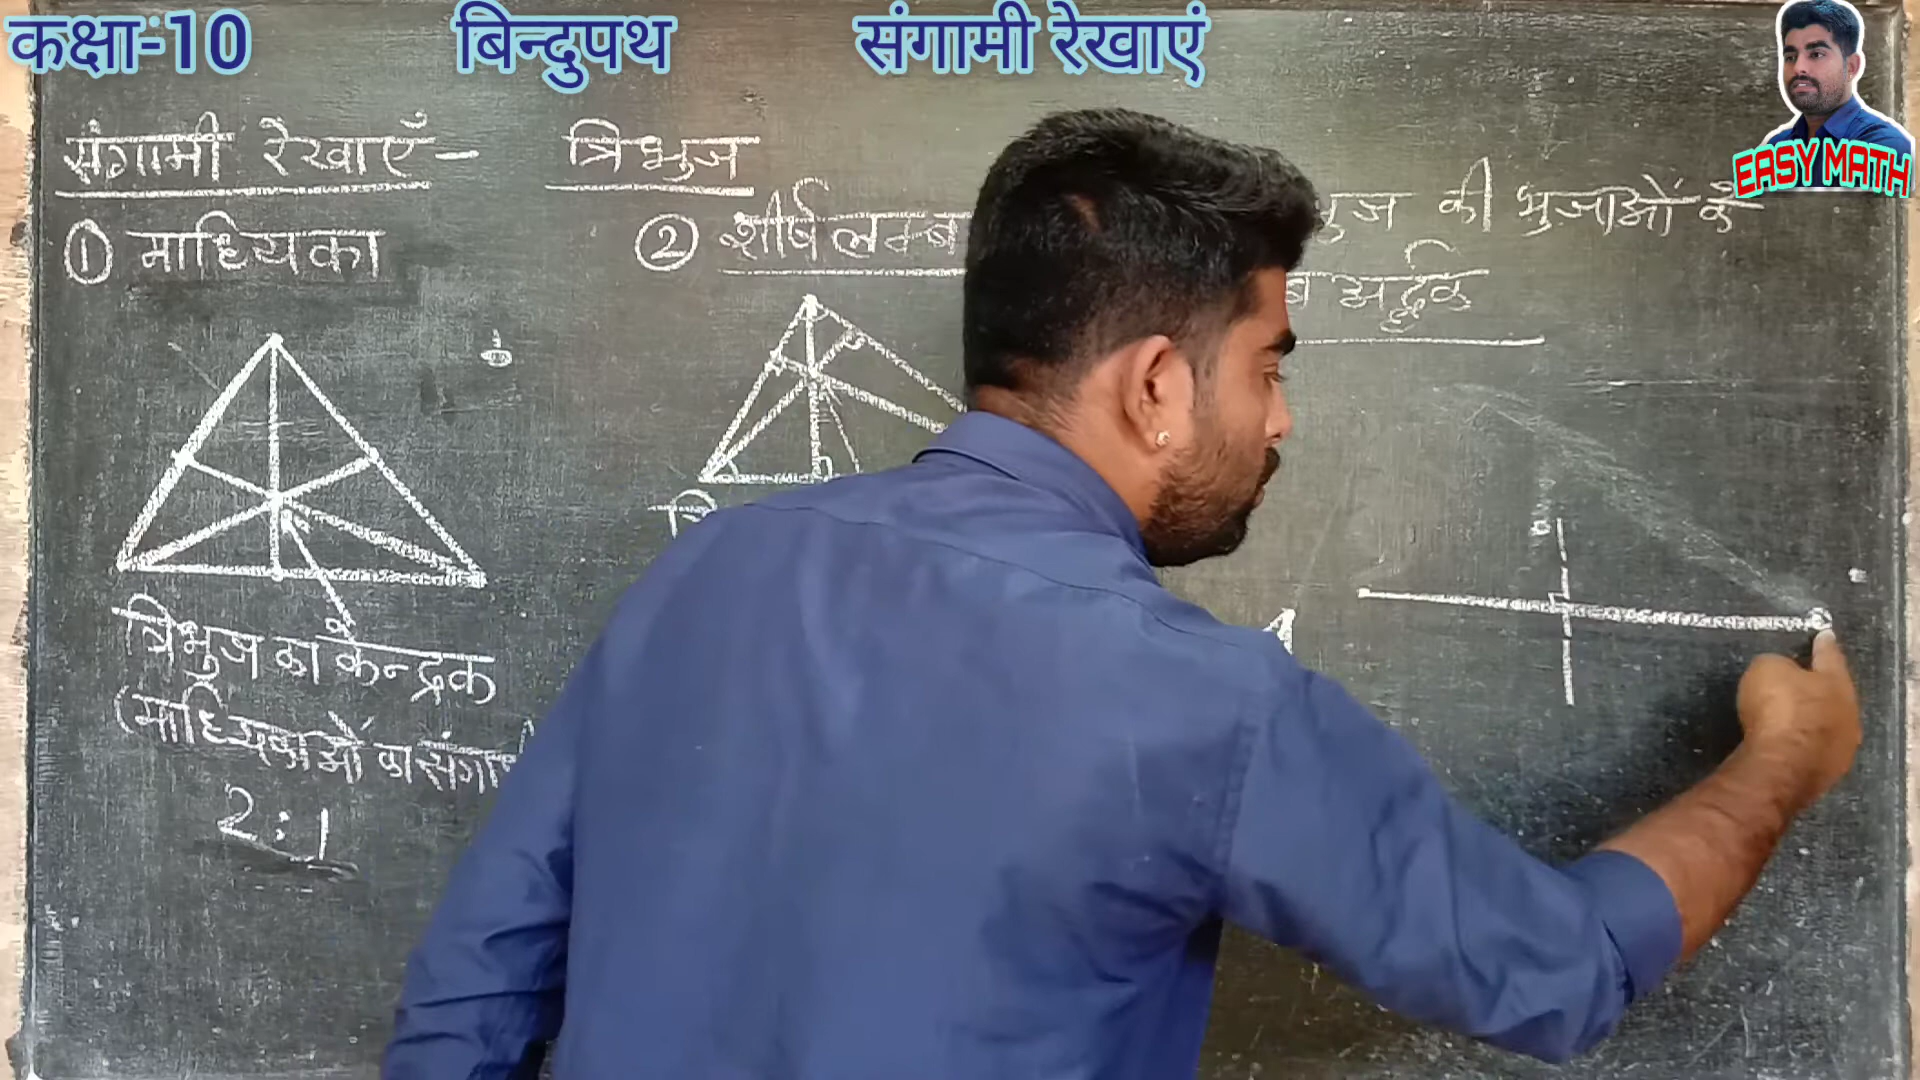 कक्षा-10 बिन्दुपथ संगामी रेखाएं
EASY MATH
संगामी रेखाएँ - त्रिभुज
① माध्यिका
② शीर्षलम्ब
की भुजाओं के
अर्द्धक
त्रिभुज का केन्द्रक
(माध्यिकाओं का
2:1